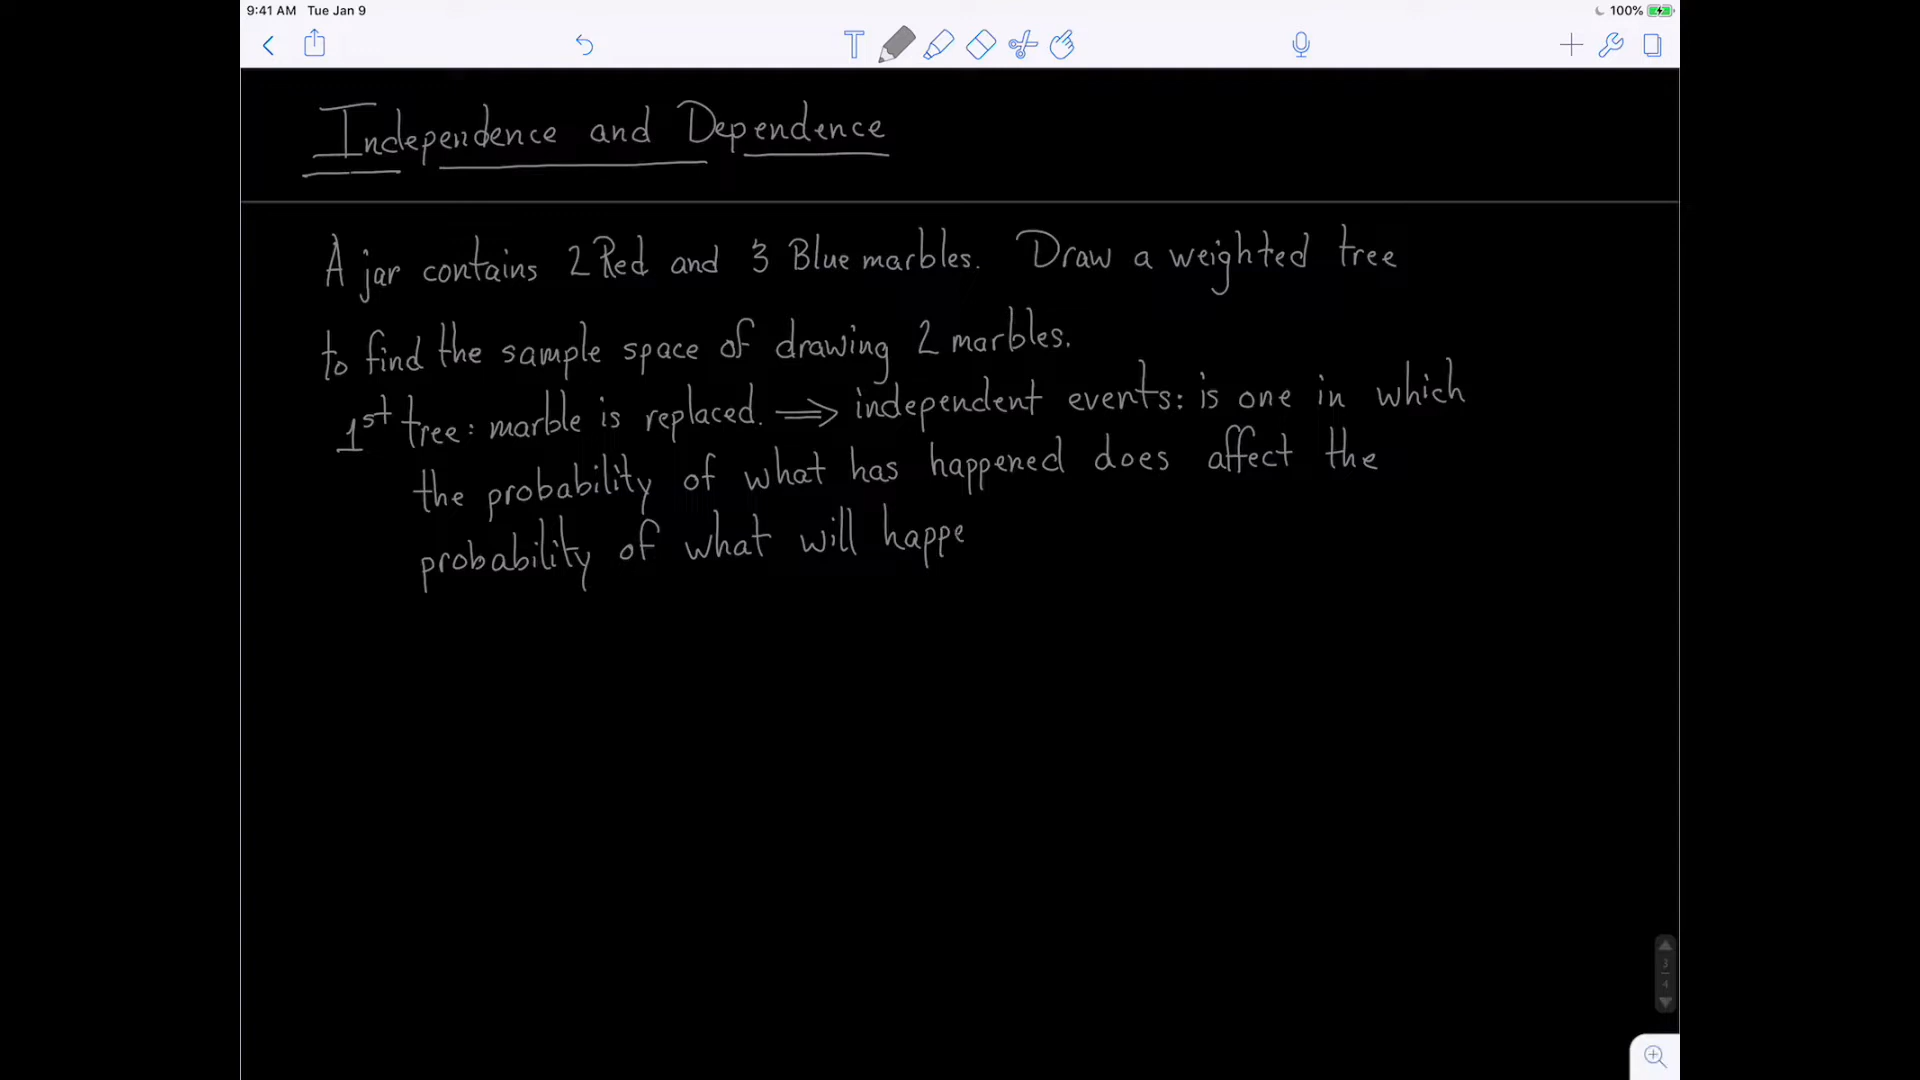 9:41 AM Tue Jan 9
100%
Independence and Dependence
A jar contains 2 Red and 3 Blue marbles. Draw a weighted tree
to find the sample space of drawing 2 marbles.
1st tree: marble is replaced. ⟹ independent events: is one in which
the probability of what has happened does affect the
probability of what will happe
3
4